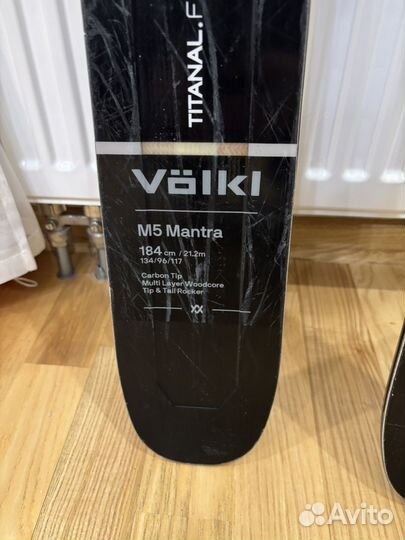 TITANAL.F
Völkl
M5 Mantra
184 cm / 21.2m
134/96/117
Carbon Tip
Multi Layer Woodcore
Tip & Tail Rocker
Avito